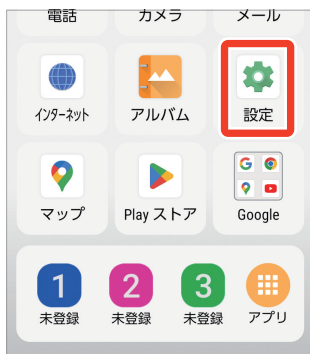 電話 カメラ メール
インターネット アルバム 設定
マップ Play ストア Google
1 2 3
未登録 未登録 未登録 アプリ